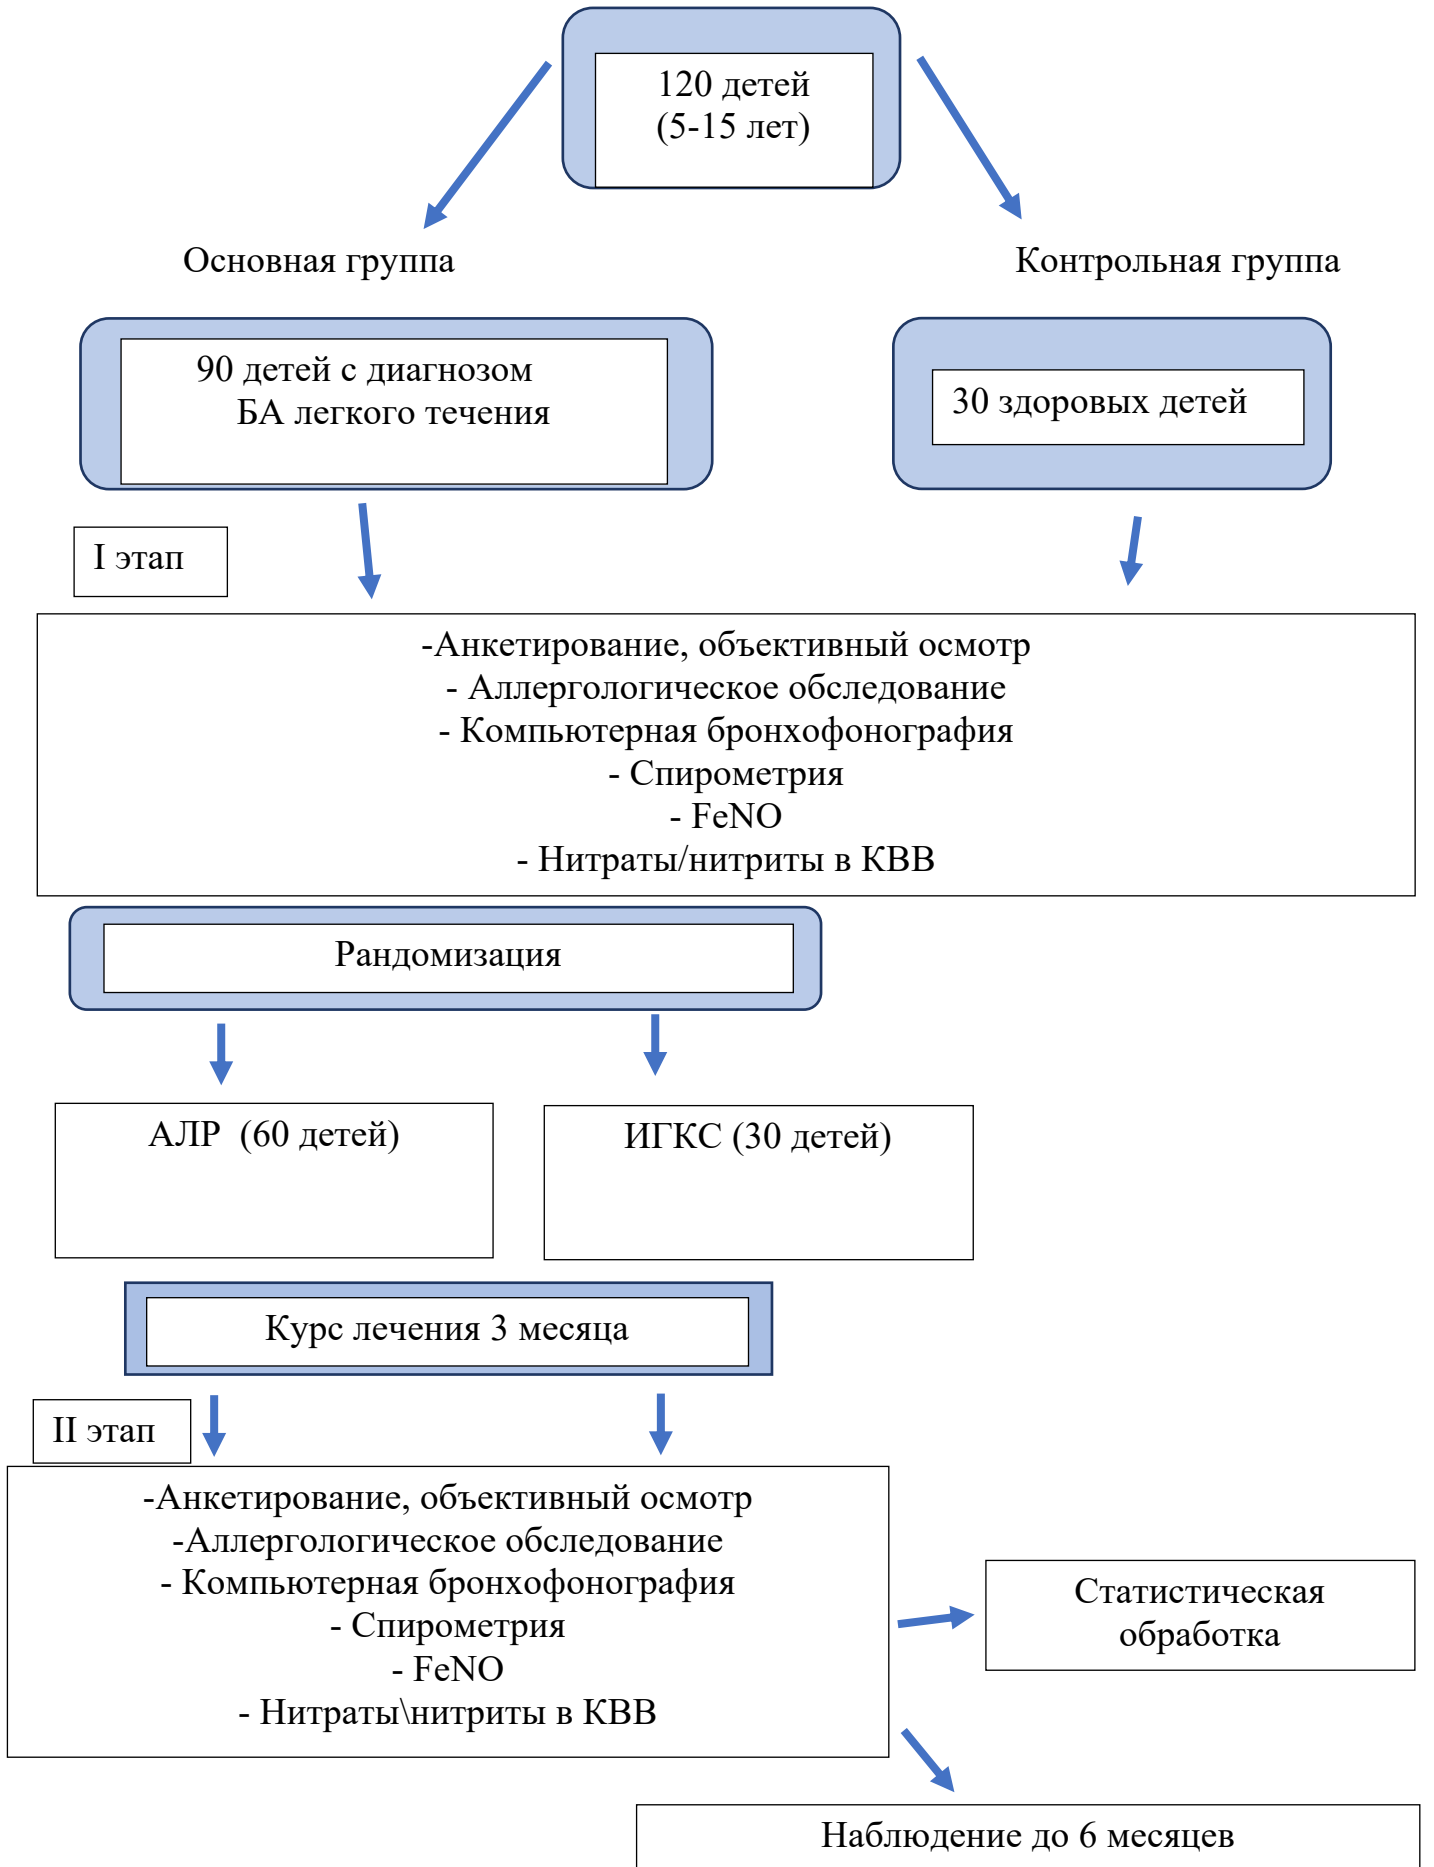 120 детей
(5-15 лет)
Основная группа
Контрольная группа
90 детей с диагнозом
БА легкого течения
30 здоровых детей
I этап
-Анкетирование, объективный осмотр
- Аллергологическое обследование
- Компьютерная бронхофонография
- Спирометрия
- FeNO
- Нитраты/нитриты в КВВ
Рандомизация
АЛР  (60 детей)
ИГКС (30 детей)
Курс лечения 3 месяца
II этап
-Анкетирование, объективный осмотр
-Аллергологическое обследование
- Компьютерная бронхофонография
- Спирометрия
- FeNO
- Нитраты\нитриты в КВВ
Статистическая
обработка
Наблюдение до 6 месяцев